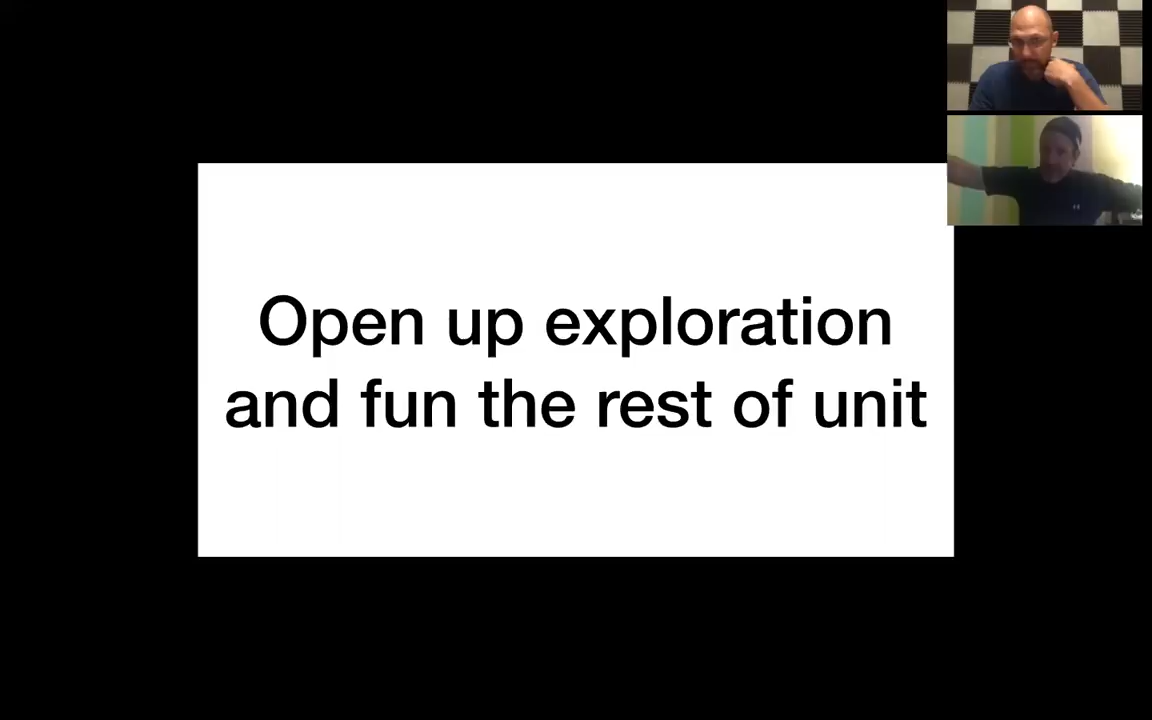 Open up exploration
and fun the rest of unit